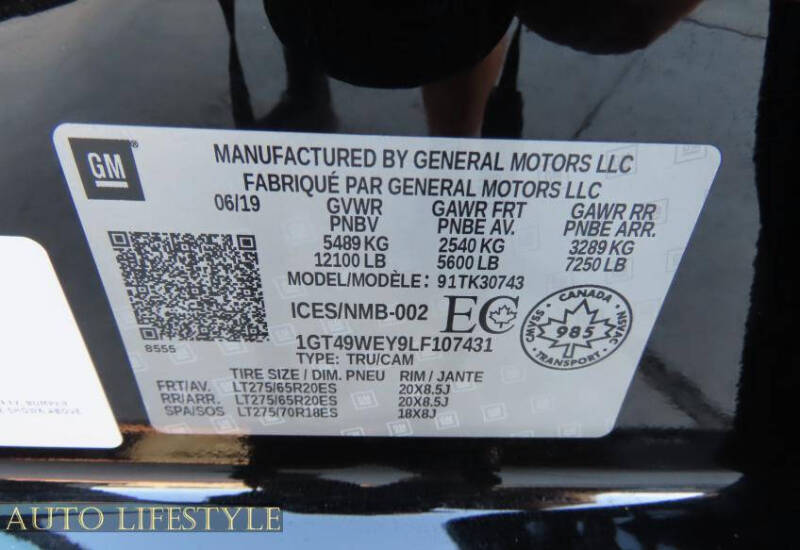 GM
MANUFACTURED BY GENERAL MOTORS LLC
FABRIQUÉ PAR GENERAL MOTORS LLC
06/19 GVWR GAWR FRT GAWR RR
PNBV PNBE AV. PNBE ARR.
5489 KG 2540 KG 3289 KG
12100 LB 5600 LB 7250 LB
MODEL/MODÈLE: 91TK30743
ICES/NMB-002 EC
CANADA
CMVSS 985 NSVAC
TRANSPORT
8555
1GT49WEY9LF107431
TYPE: TRU/CAM
TIRE SIZE / DIM. PNEU RIM / JANTE
FRT/AV. LT275/65R20ES 20X8.5J
RR/ARR. LT275/65R20ES 20X8.5J
SPA/SOS LT275/70R18ES 18X8J
BUMPER
SHOWN ABOVE
AUTO LIFESTYLE